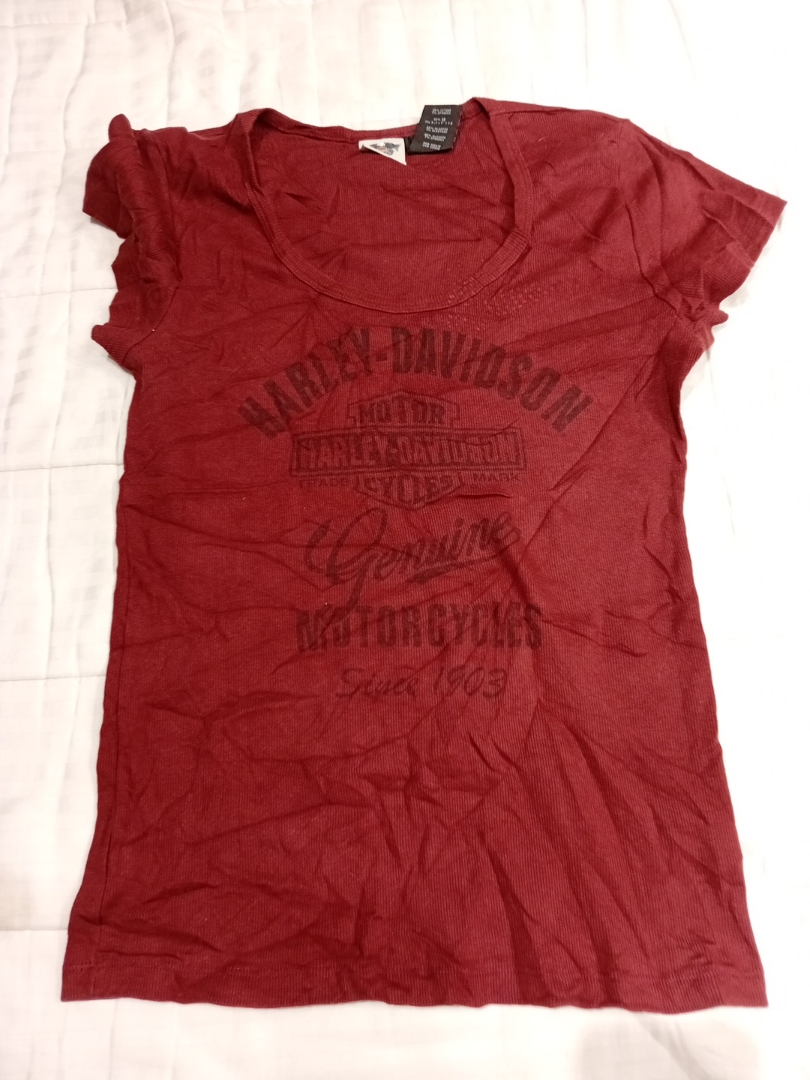 HARLEY-DAVIDSON
MOTOR
HARLEY-DAVIDSON
TRADE MARK
CYCLES
Genuine
MOTORCYCLES
Since 1903